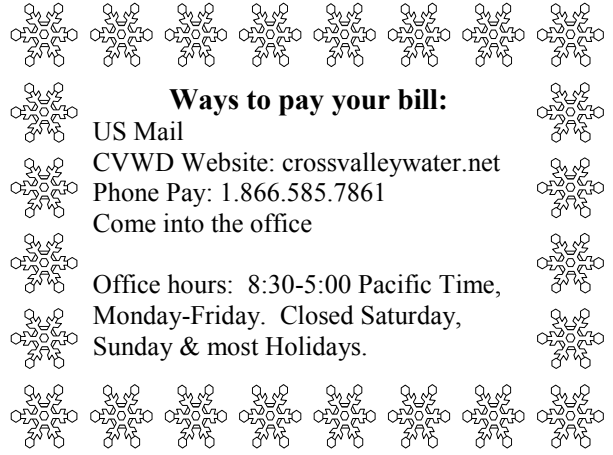 Ways to pay your bill:
US Mail
CVWD Website: crossvalleywater.net
Phone Pay: 1.866.585.7861
Come into the office
Office hours:  8:30-5:00 Pacific Time,
Monday-Friday.  Closed Saturday,
Sunday & most Holidays.